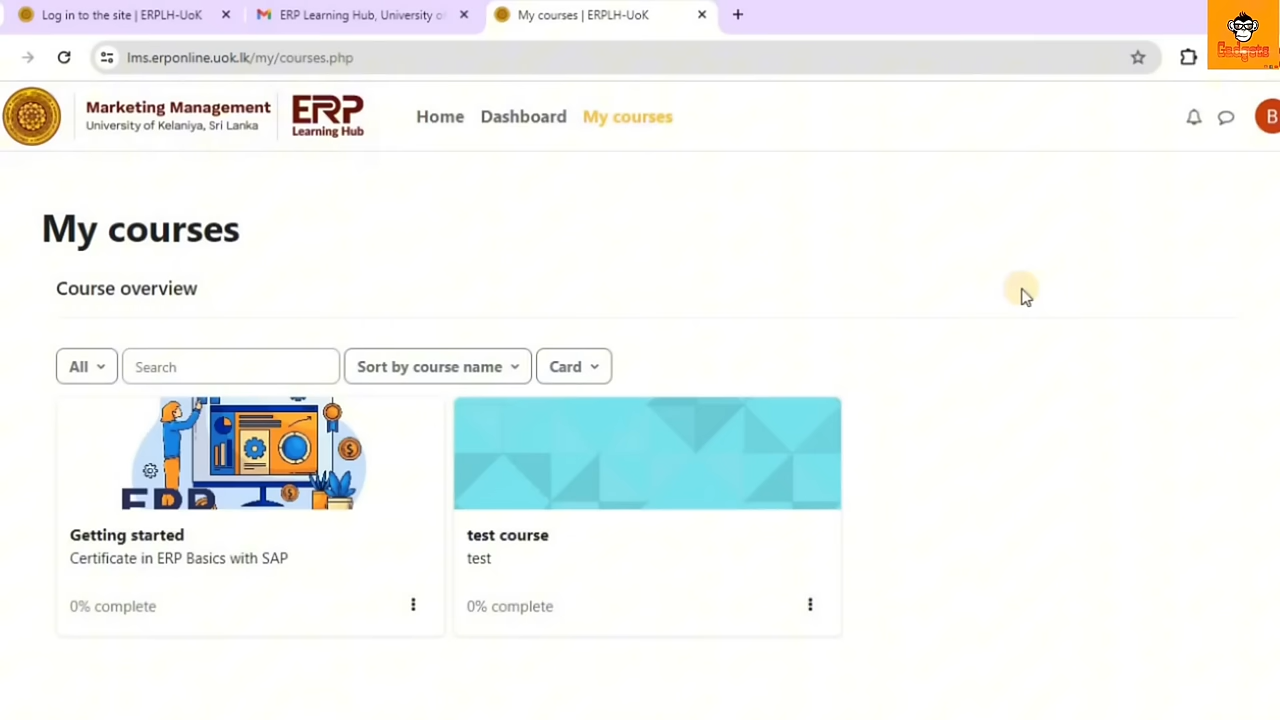 Log in to the site | ERPLH-UoK
ERP Learning Hub, University of
My courses | ERPLH-UoK
Gadgets
lms.erponline.uok.lk/my/courses.php
Marketing Management
University of Kelaniya, Sri Lanka
ERP
Learning Hub
Home
Dashboard
My courses
B
My courses
Course overview
All
Search
Sort by course name
Card
ERP
Getting started
Certificate in ERP Basics with SAP
0% complete
test course
test
0% complete